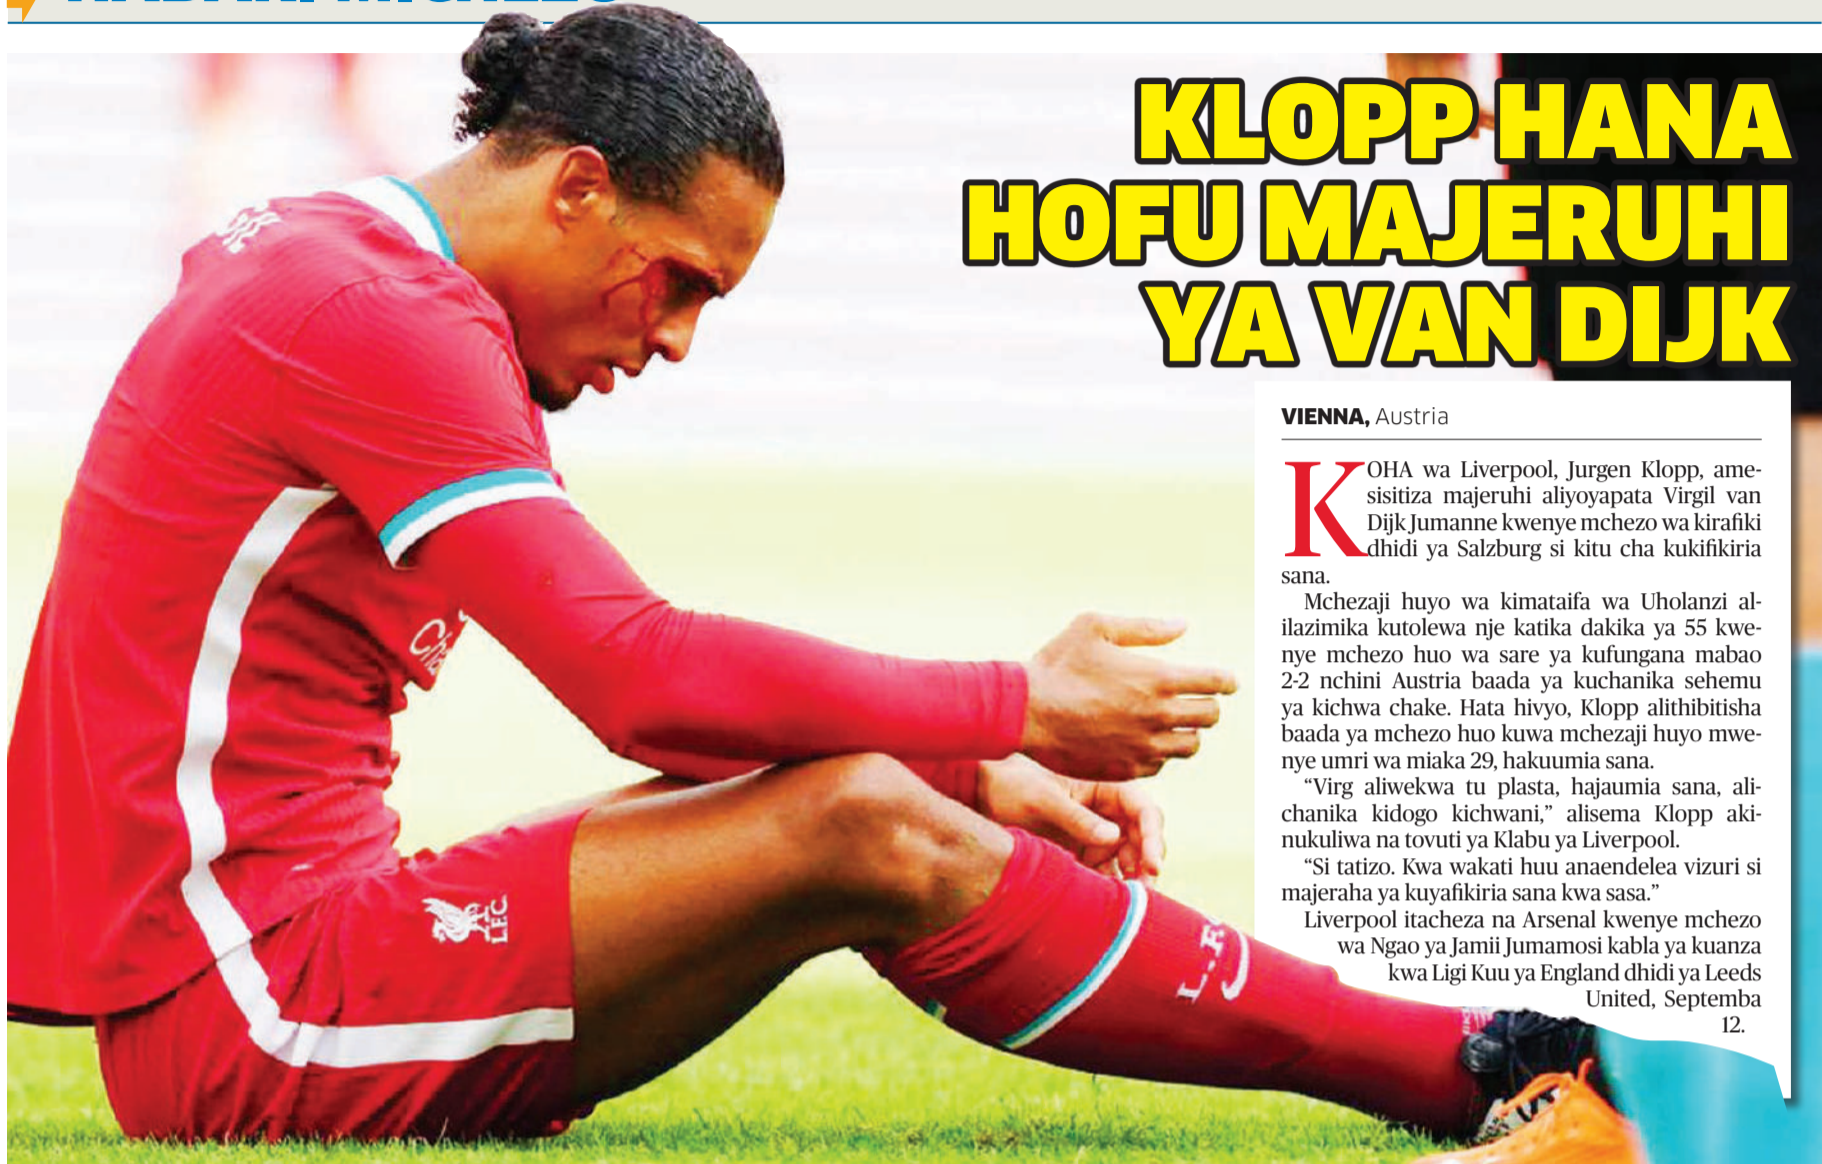 KLOPP HANA
HOFU MAJERUHI
YA VAN DIJK
VIENNA, Austria
KOHA wa Liverpool, Jurgen Klopp, ame-
sisitiza majeruhi aliyoyapata Virgil van
Dijk Jumanne kwenye mchezo wa kirafiki
dhidi ya Salzburg si kitu cha kukifikiria
sana.
Mchezaji huyo wa kimataifa wa Uholanzi al-
ilazimika kutolewa nje katika dakika ya 55 kwe-
nye mchezo huo wa sare ya kufungana mabao
2-2 nchini Austria baada ya kuchanika sehemu
ya kichwa chake. Hata hivyo, Klopp alithibitisha
baada ya mchezo huo kuwa mchezaji huyo mwe-
nye umri wa miaka 29, hakuumia sana.
“Virg aliwekwa tu plasta, hajaumia sana, ali-
chanika kidogo kichwani,” alisema Klopp aki-
nukuliwa na tovuti ya Klabu ya Liverpool.
“Si tatizo. Kwa wakati huu anaendelea vizuri si
majeraha ya kuyafikiria sana kwa sasa.”
Liverpool itacheza na Arsenal kwenye mchezo
wa Ngao ya Jamii Jumamosi kabla ya kuanza
kwa Ligi Kuu ya England dhidi ya Leeds
United, Septemba
12.
LFC